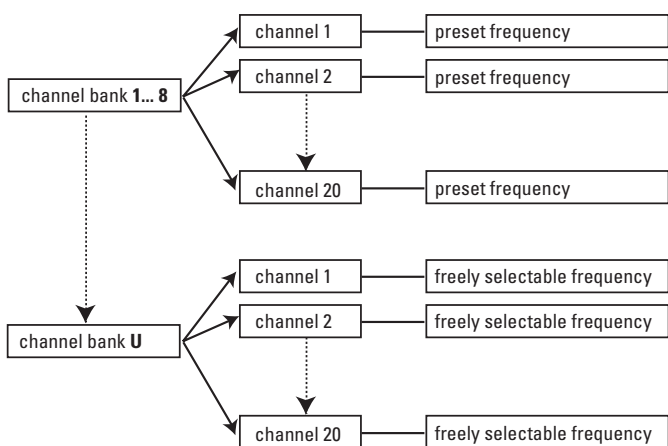 channel 1 preset frequency
channel 2 preset frequency
channel bank 1... 8
channel 20 preset frequency
channel 1 freely selectable frequency
channel 2 freely selectable frequency
channel bank U
channel 20 freely selectable frequency